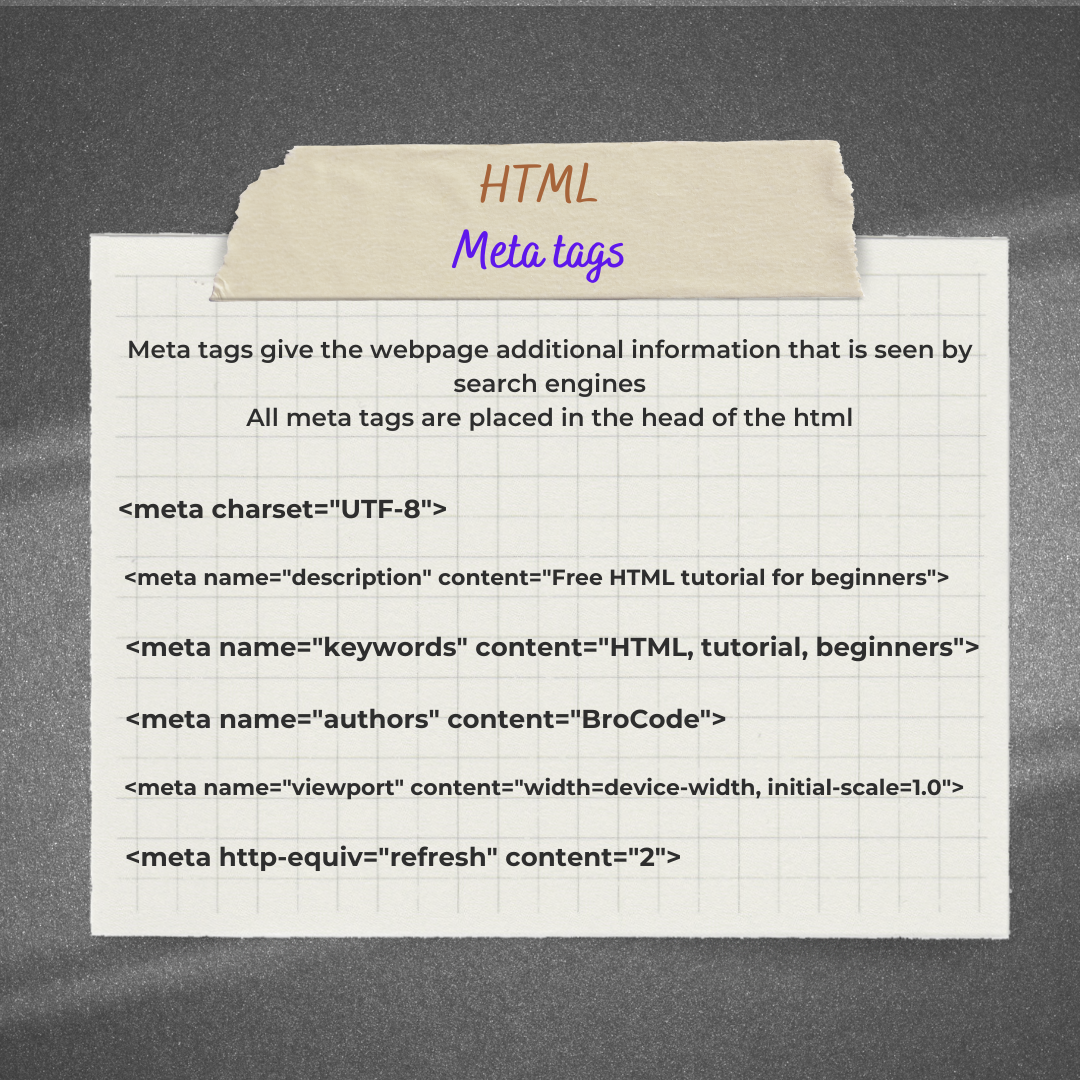 HTML
Meta tags
Meta tags give the webpage additional information that is seen by
search engines
All meta tags are placed in the head of the html
<meta charset="UTF-8">
<meta name="description" content="Free HTML tutorial for beginners">
<meta name="keywords" content="HTML, tutorial, beginners">
<meta name="authors" content="BroCode">
<meta name="viewport" content="width=device-width, initial-scale=1.0">
<meta http-equiv="refresh" content="2">